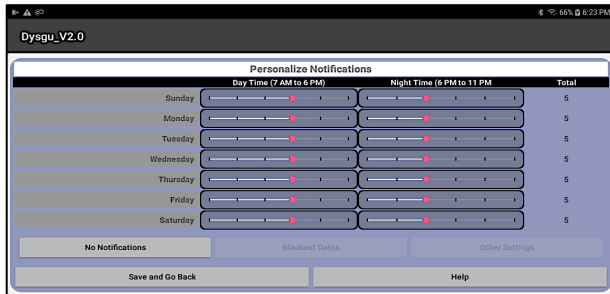 66% 6:23 PM
Dysgu_V2.0
Personalize Notifications
Day Time (7 AM to 6 PM) Night Time (6 PM to 11 PM Total
Sunday 5
Monday 5
Tuesday 5
Wednesday 5
Thursday 5
Friday 5
Saturday 5
No Notifications Blackout Dates Other Settings
Save and Go Back Help